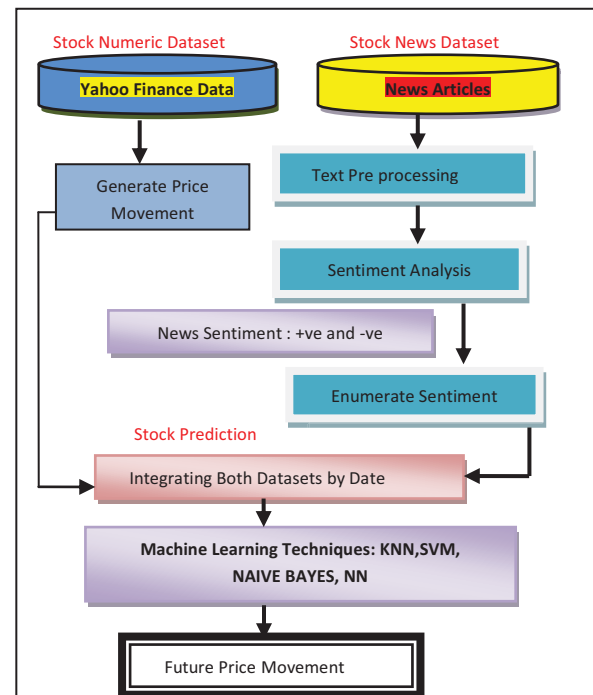 Stock Numeric Dataset
Stock News Dataset
Yahoo Finance Data
News Articles
Generate Price
Movement
Text Pre processing
Sentiment Analysis
News Sentiment : +ve and -ve
Enumerate Sentiment
Stock Prediction
Integrating Both Datasets by Date
Machine Learning Techniques: KNN,SVM,
NAIVE BAYES, NN
Future Price Movement